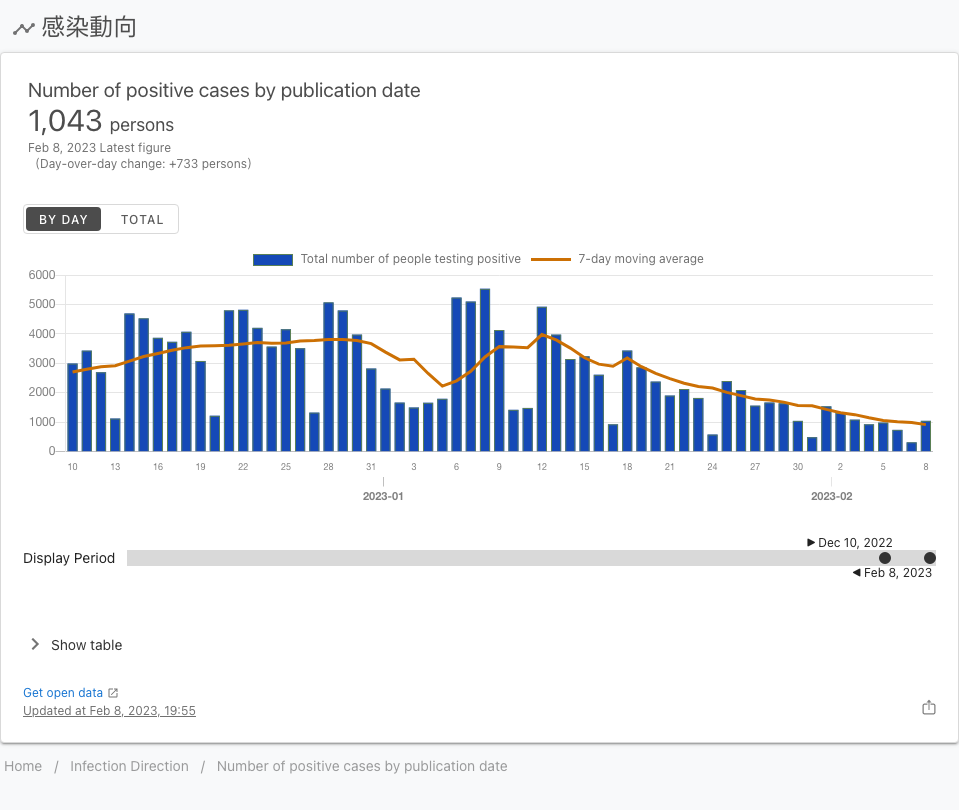 感染動向
Number of positive cases by publication date
1,043 persons
Feb 8, 2023 Latest figure
(Day-over-day change: +733 persons)
BY DAY TOTAL
Total number of people testing positive 7-day moving average
6000
5000
4000
3000
2000
1000
0
10 13 16 19 22 25 28 31 3 6 9 12 15 18 21 24 27 30 2 5 8
2023-01 2023-02
Dec 10, 2022
Display Period
Feb 8, 2023
Show table
Get open data
Updated at Feb 8, 2023, 19:55
Home / Infection Direction / Number of positive cases by publication date